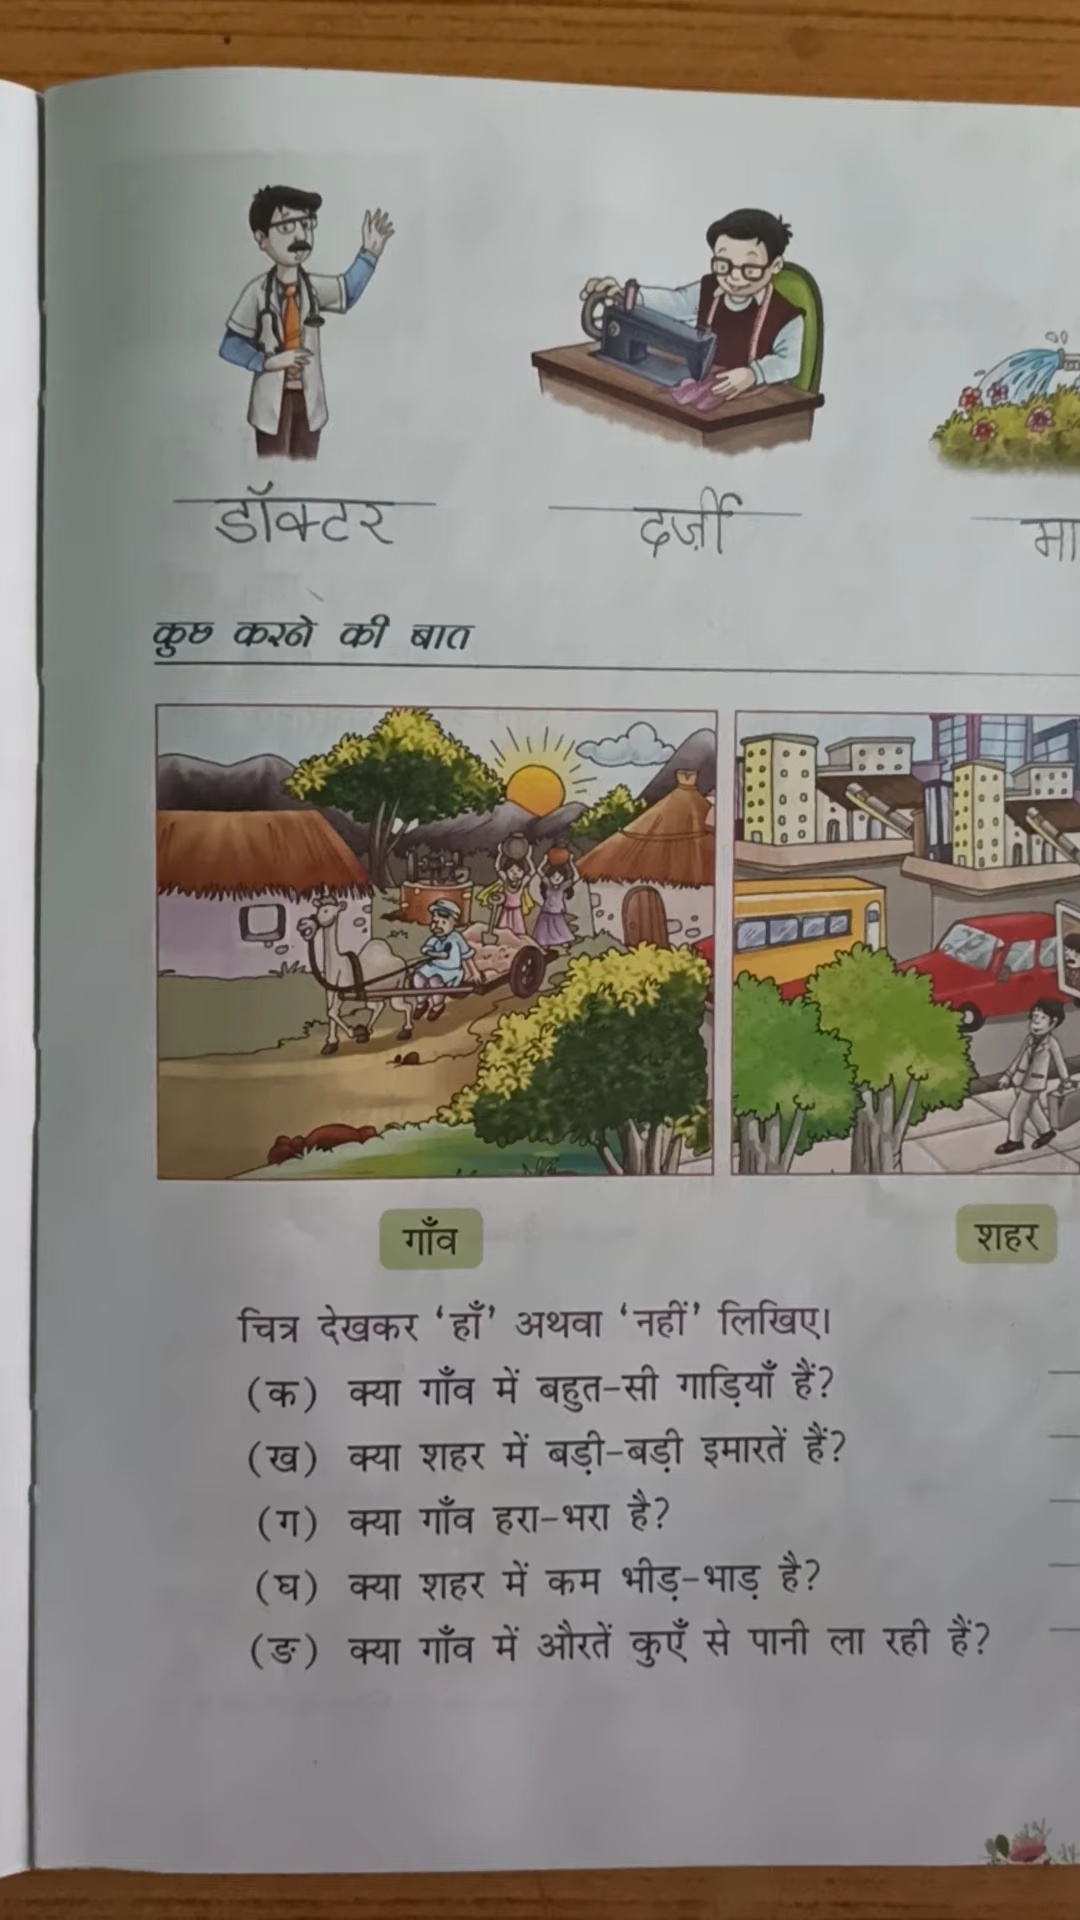 डॉक्टर दर्ज़ी मा
कुछ करने की बात
गाँव शहर
चित्र देखकर ‘हाँ’ अथवा ‘नहीं’ लिखिए।
(क) क्या गाँव में बहुत-सी गाड़ियाँ हैं?
(ख) क्या शहर में बड़ी-बड़ी इमारतें हैं?
(ग) क्या गाँव हरा-भरा है?
(घ) क्या शहर में कम भीड़-भाड़ है?
(ङ) क्या गाँव में औरतें कुएँ से पानी ला रही हैं?